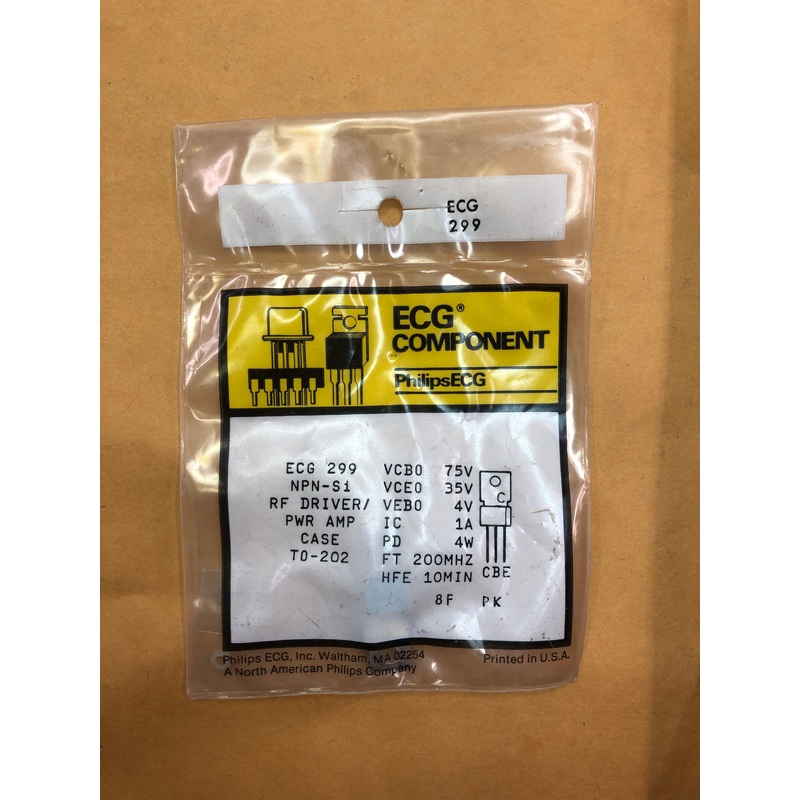 ECG
299
ECG®
COMPONENT
PhilipsECG
ECG 299 VCBO 75V
NPN-Si VCEO 35V
RF DRIVER/ VEBO 4V
PWR AMP IC 1A
CASE PD 4W
TO-202 FT 200MHZ
HFE 10MIN
C
CBE
8F PK
Philips ECG, Inc. Waltham, MA 02254
A North American Philips Company
Printed in U.S.A.